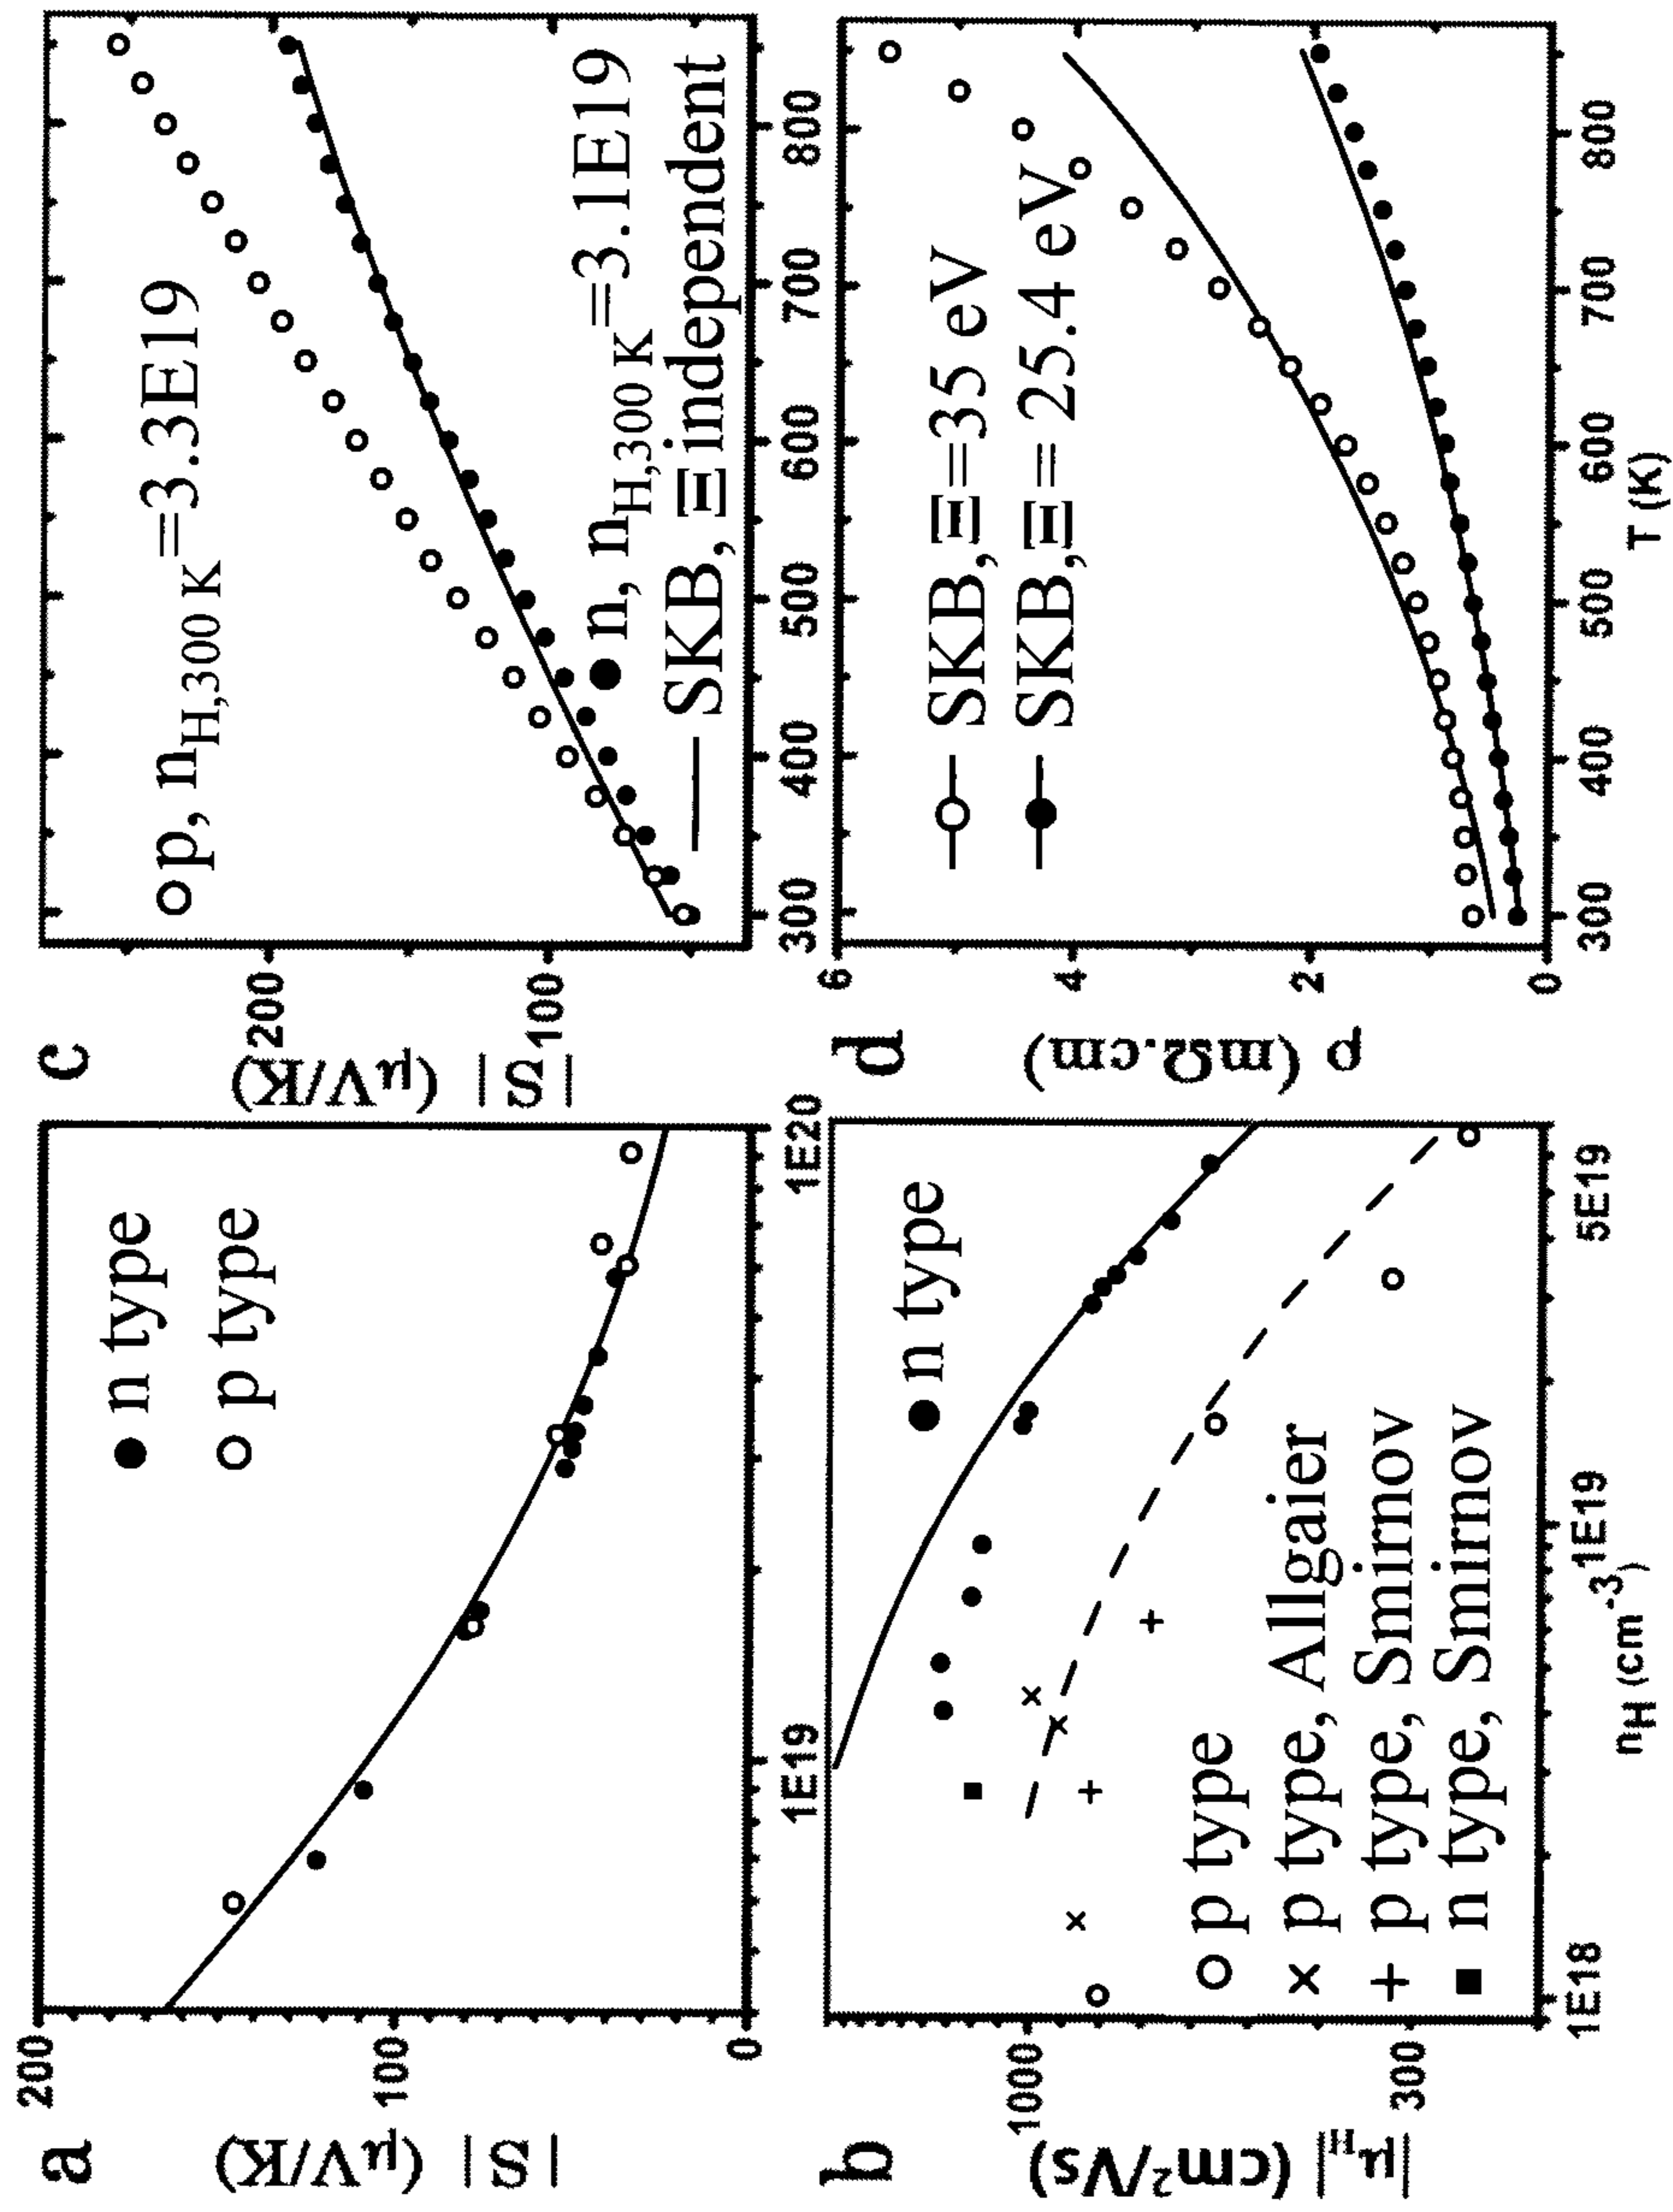 a
|S| (μV/K)
200
100
0
● n type
○ p type
1E19
1E20
c
|S| (μV/K)
200
100
○ p, nH,300 K=3.3E19
● n, nH,300 K=3.1E19
— SKB, Ξ independent
300 400 500 600 700 800
b
|μH| (cm²/Vs)
1000
300
● n type
○ p type
× p type, Allgaier
+ p type, Smirnov
■ n type, Smirnov
1E18 1E19 5E19
nH (cm-3)
d
ρ (mΩ.cm)
6
4
2
0
SKB, Ξ=35 eV
SKB, Ξ= 25.4 eV
300 400 500 600 700 800
T (K)